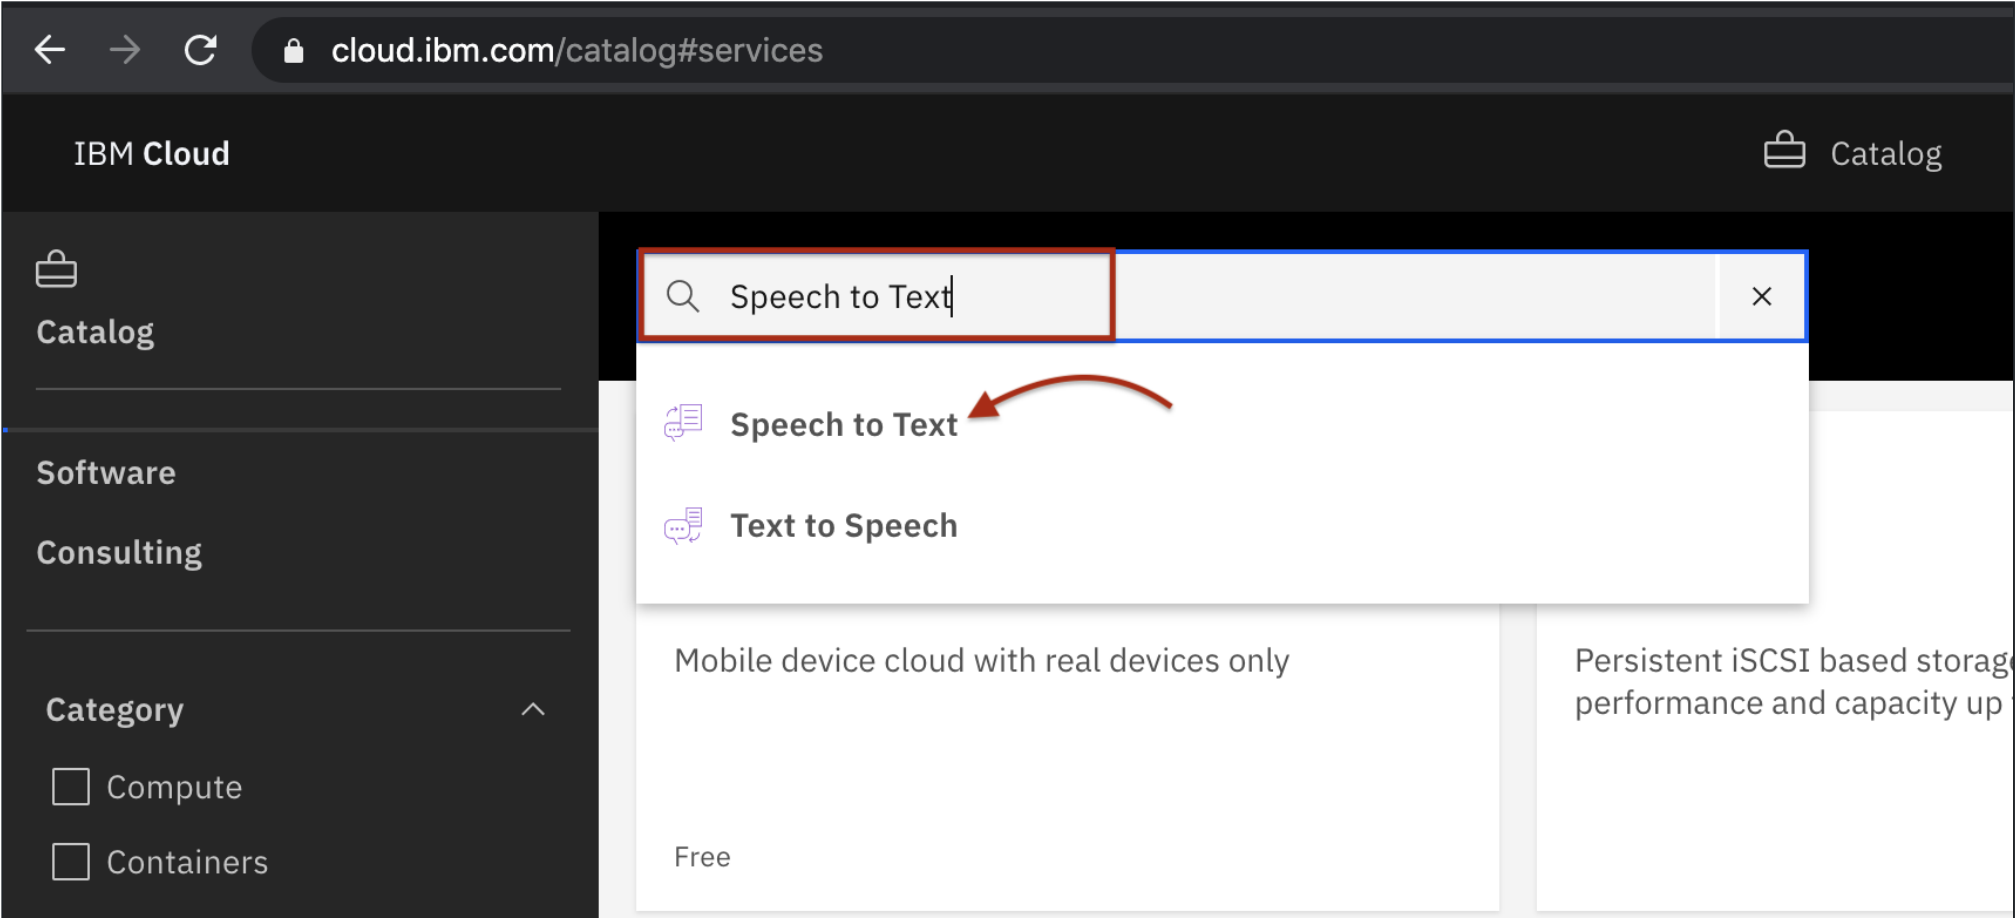 cloud.ibm.com/catalog#services
IBM Cloud
Catalog
Catalog
Software
Consulting
Category
Compute
Containers
Speech to Text
Speech to Text
Text to Speech
Mobile device cloud with real devices only
Free
Persistent iSCSI based storag
performance and capacity up